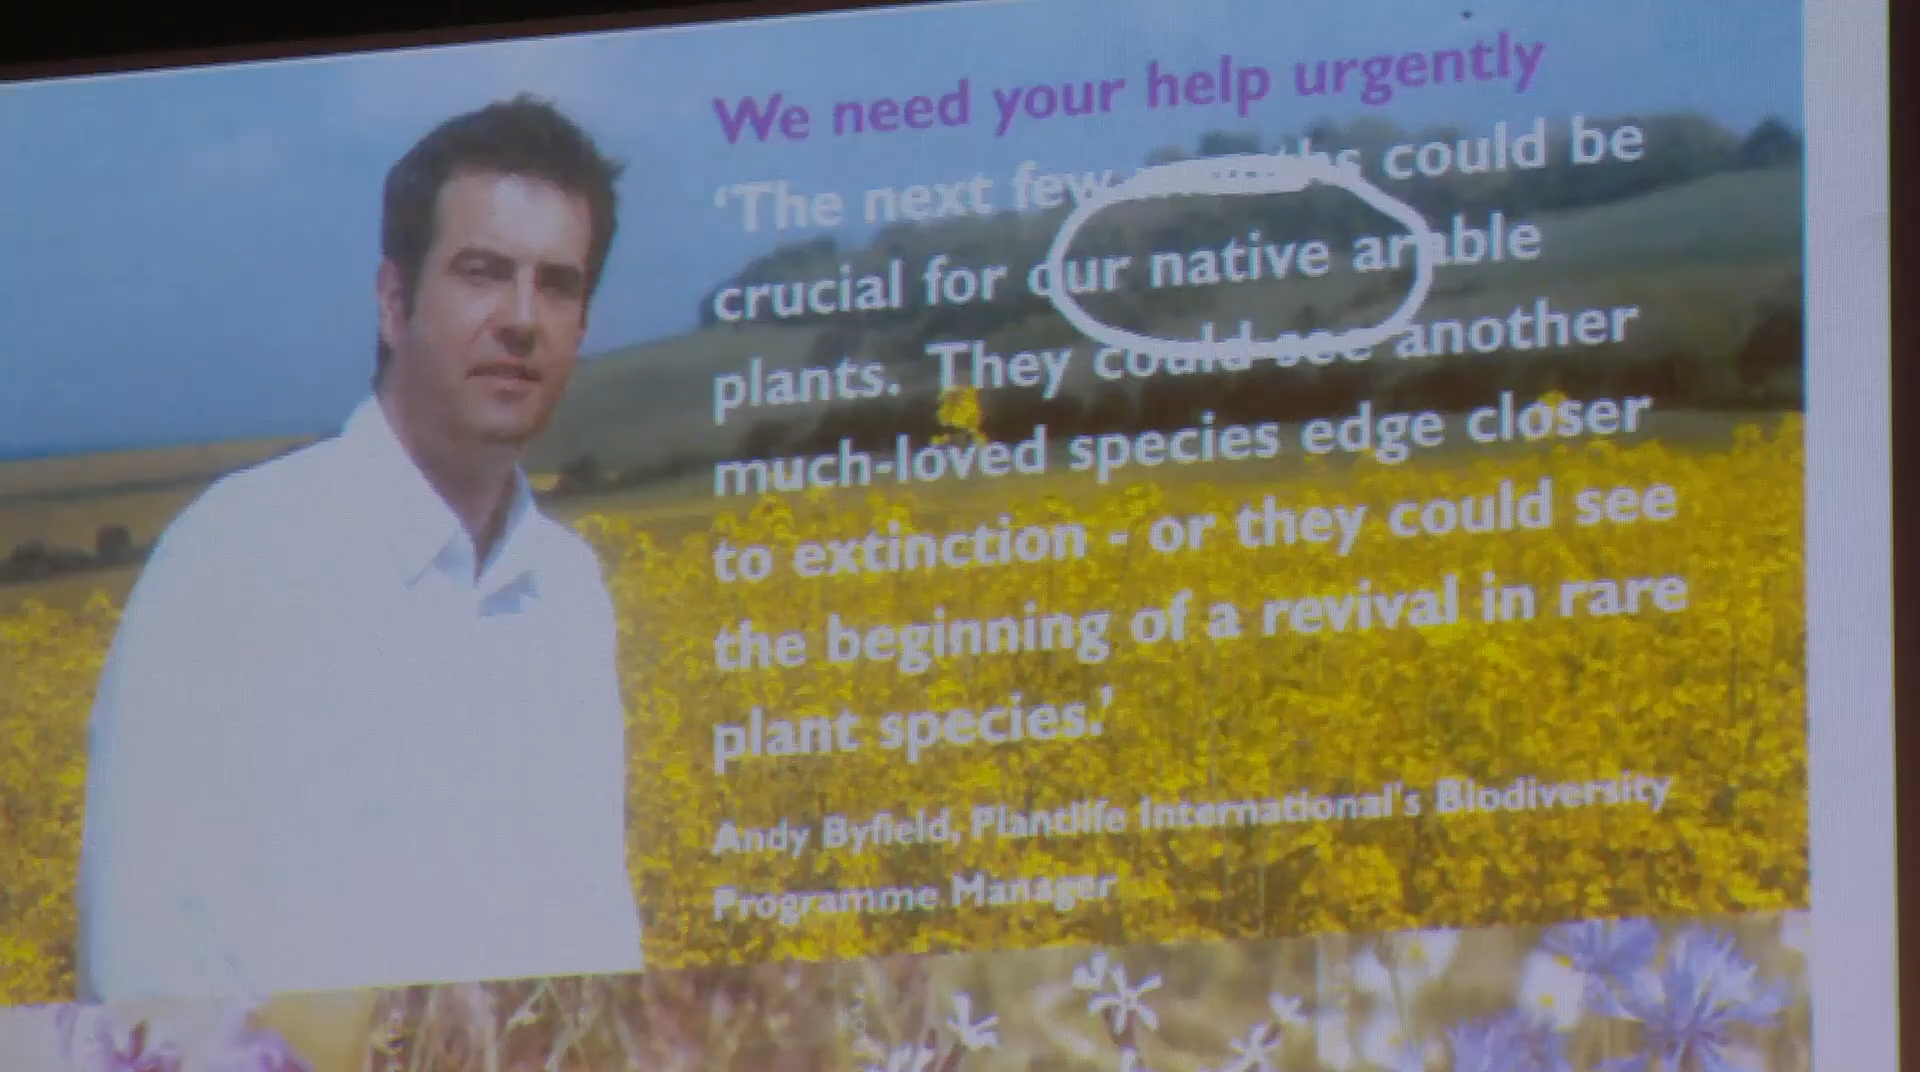 We need your help urgently
‘The next few months could be
crucial for our native arable
plants. They could see another
much-loved species edge closer
to extinction - or they could see
the beginning of a revival in rare
plant species.’
Andy Byfield, Plantlife International's Biodiversity
Programme Manager